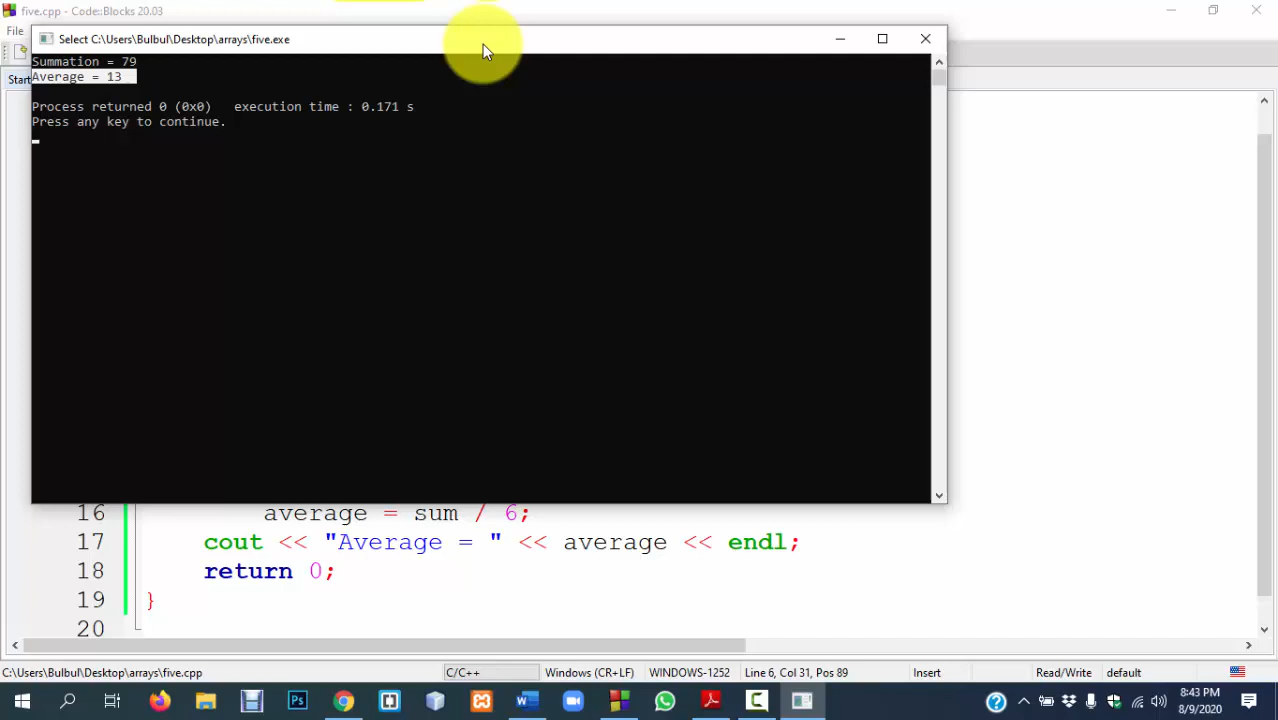 five.cpp - Code::Blocks 20.03
File
Select C:\Users\Bulbul\Desktop\arrays\five.exe
Start
Summation = 79
Average = 13
Process returned 0 (0x0)   execution time : 0.171 s
Press any key to continue.
16 average = sum / 6;
17 cout << "Average = " << average << endl;
18 return 0;
19 }
20
C:\Users\Bulbul\Desktop\arrays\five.cpp C/C++ Windows (CR+LF) WINDOWS-1252 Line 6, Col 31, Pos 89 Insert Read/Write default
Ps W
8:43 PM
8/9/2020